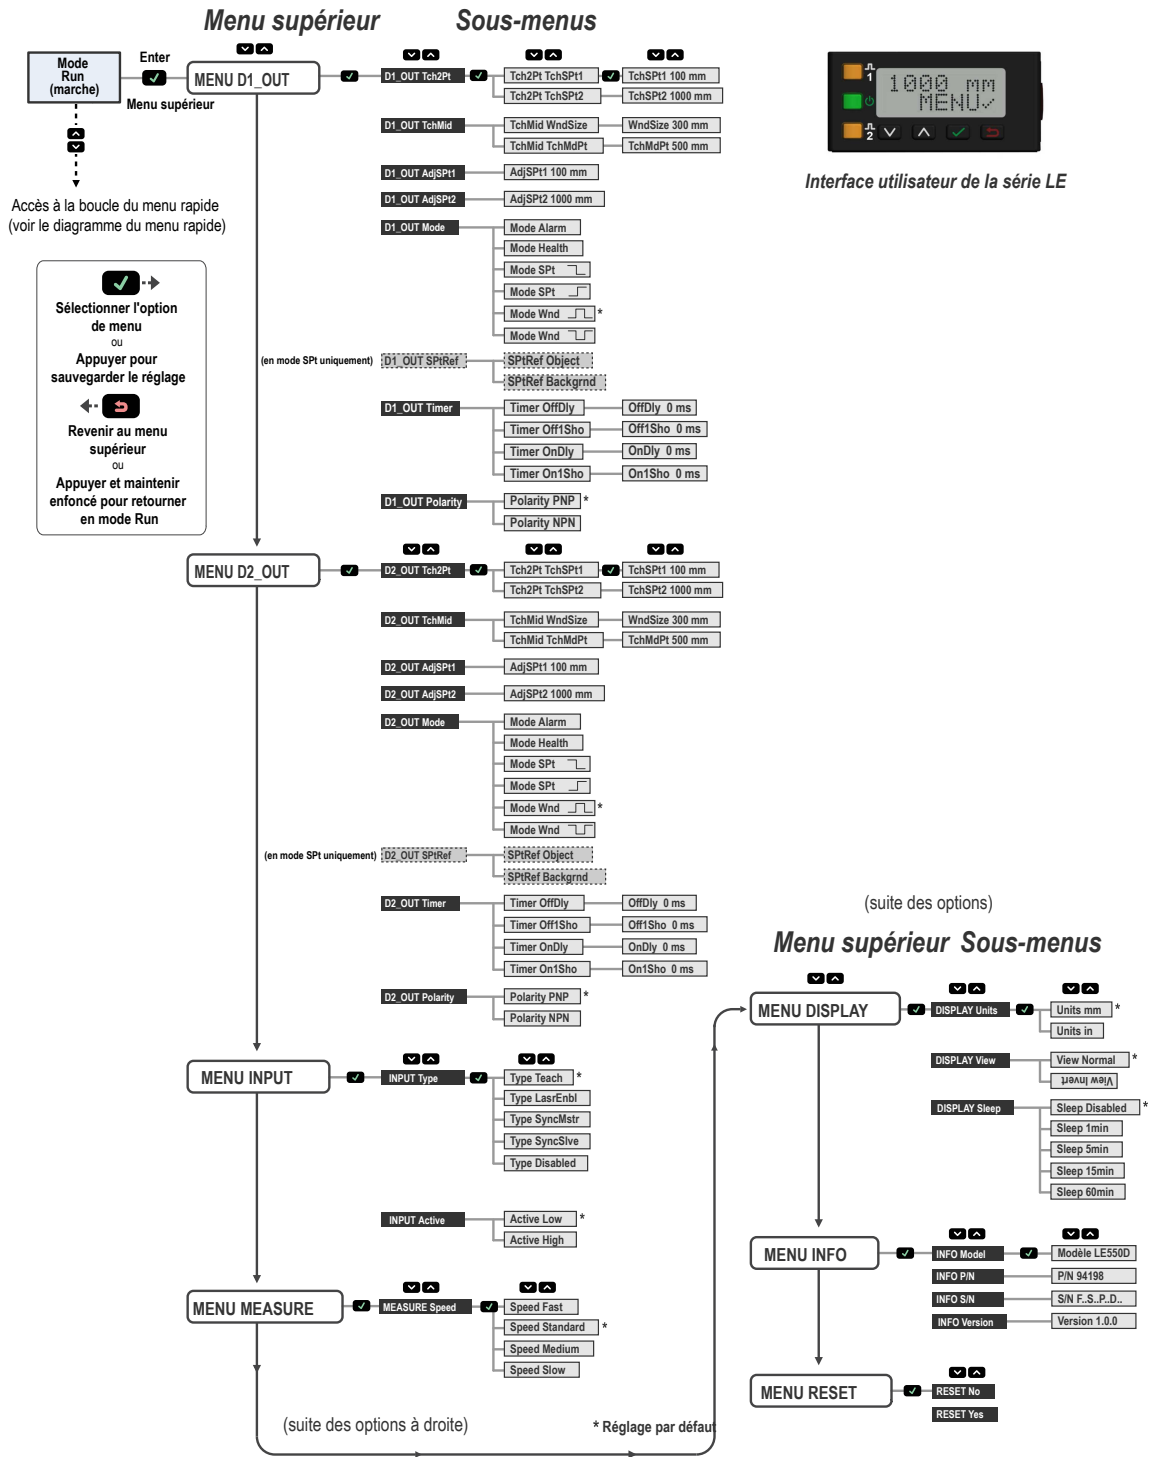 Menu supérieur
Sous-menus
Mode
Run
(marche)
Enter
Menu supérieur
Accès à la boucle du menu rapide
(voir le diagramme du menu rapide)
Sélectionner l'option
de menu
ou
Appuyer pour
sauvegarder le réglage
Revenir au menu
supérieur
ou
Appuyer et maintenir
enfoncé pour retourner
en mode Run
1
2
1000 mm
MENU✓
Interface utilisateur de la série LE
MENU D1_OUT
D1_OUT Tch2Pt
Tch2Pt TchSPt1
TchSPt1 100 mm
Tch2Pt TchSPt2
TchSPt2 1000 mm
D1_OUT TchMid
TchMid WndSize
WndSize 300 mm
TchMid TchMdPt
TchMdPt 500 mm
D1_OUT AdjSPt1
AdjSPt1 100 mm
D1_OUT AdjSPt2
AdjSPt2 1000 mm
D1_OUT Mode
Mode Alarm
Mode Health
Mode SPt
Mode SPt
Mode Wnd *
Mode Wnd
(en mode SPt uniquement)
D1_OUT SPtRef
SPtRef Object
SPtRef Backgrnd
D1_OUT Timer
Timer OffDly
OffDly 0 ms
Timer Off1Sho
Off1Sho 0 ms
Timer OnDly
OnDly 0 ms
Timer On1Sho
On1Sho 0 ms
D1_OUT Polarity
Polarity PNP *
Polarity NPN
MENU D2_OUT
D2_OUT Tch2Pt
Tch2Pt TchSPt1
TchSPt1 100 mm
Tch2Pt TchSPt2
TchSPt2 1000 mm
D2_OUT TchMid
TchMid WndSize
WndSize 300 mm
TchMid TchMdPt
TchMdPt 500 mm
D2_OUT AdjSPt1
AdjSPt1 100 mm
D2_OUT AdjSPt2
AdjSPt2 1000 mm
D2_OUT Mode
Mode Alarm
Mode Health
Mode SPt
Mode SPt
Mode Wnd *
Mode Wnd
(en mode SPt uniquement)
D2_OUT SPtRef
SPtRef Object
SPtRef Backgrnd
D2_OUT Timer
Timer OffDly
OffDly 0 ms
Timer Off1Sho
Off1Sho 0 ms
Timer OnDly
OnDly 0 ms
Timer On1Sho
On1Sho 0 ms
D2_OUT Polarity
Polarity PNP *
Polarity NPN
MENU INPUT
INPUT Type
Type Teach *
Type LasrEnbl
Type SyncMstr
Type SyncSlve
Type Disabled
INPUT Active
Active Low *
Active High
MENU MEASURE
MEASURE Speed
Speed Fast
Speed Standard *
Speed Medium
Speed Slow
(suite des options à droite)
* Réglage par défaut
(suite des options)
Menu supérieur
Sous-menus
MENU DISPLAY
DISPLAY Units
Units mm *
Units in
DISPLAY View
View Normal *
View Invert
DISPLAY Sleep
Sleep Disabled *
Sleep 1min
Sleep 5min
Sleep 15min
Sleep 60min
MENU INFO
INFO Model
Modèle LE550D
INFO P/N
P/N 94198
INFO S/N
S/N F..S..P..D..
INFO Version
Version 1.0.0
MENU RESET
RESET No
RESET Yes